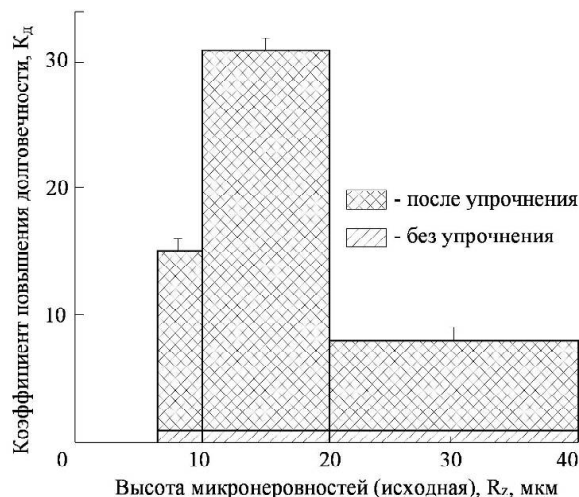 Коэффициент повышения долговечности, Кд
30
20
10
- после упрочнения
- без упрочнения
0 10 20 30 40
Высота микронеровностей (исходная), Rz, мкм